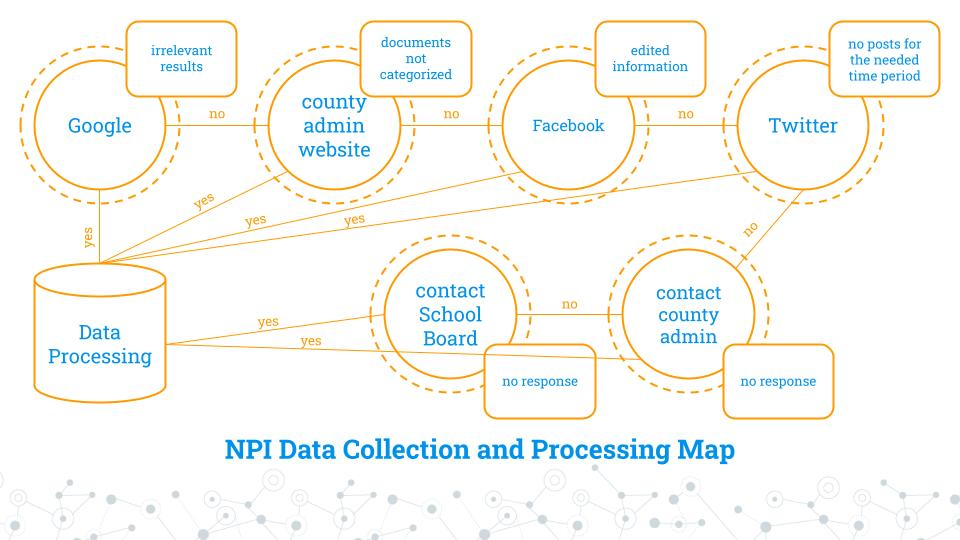 irrelevant
results
documents
not
categorized
edited
information
no posts for
the needed
time period
Google
no
county
admin
website
no
Facebook
no
Twitter
yes
yes
yes
yes
no
Data
Processing
yes
yes
contact
School
Board
no
contact
county
admin
no response
no response
NPI Data Collection and Processing Map